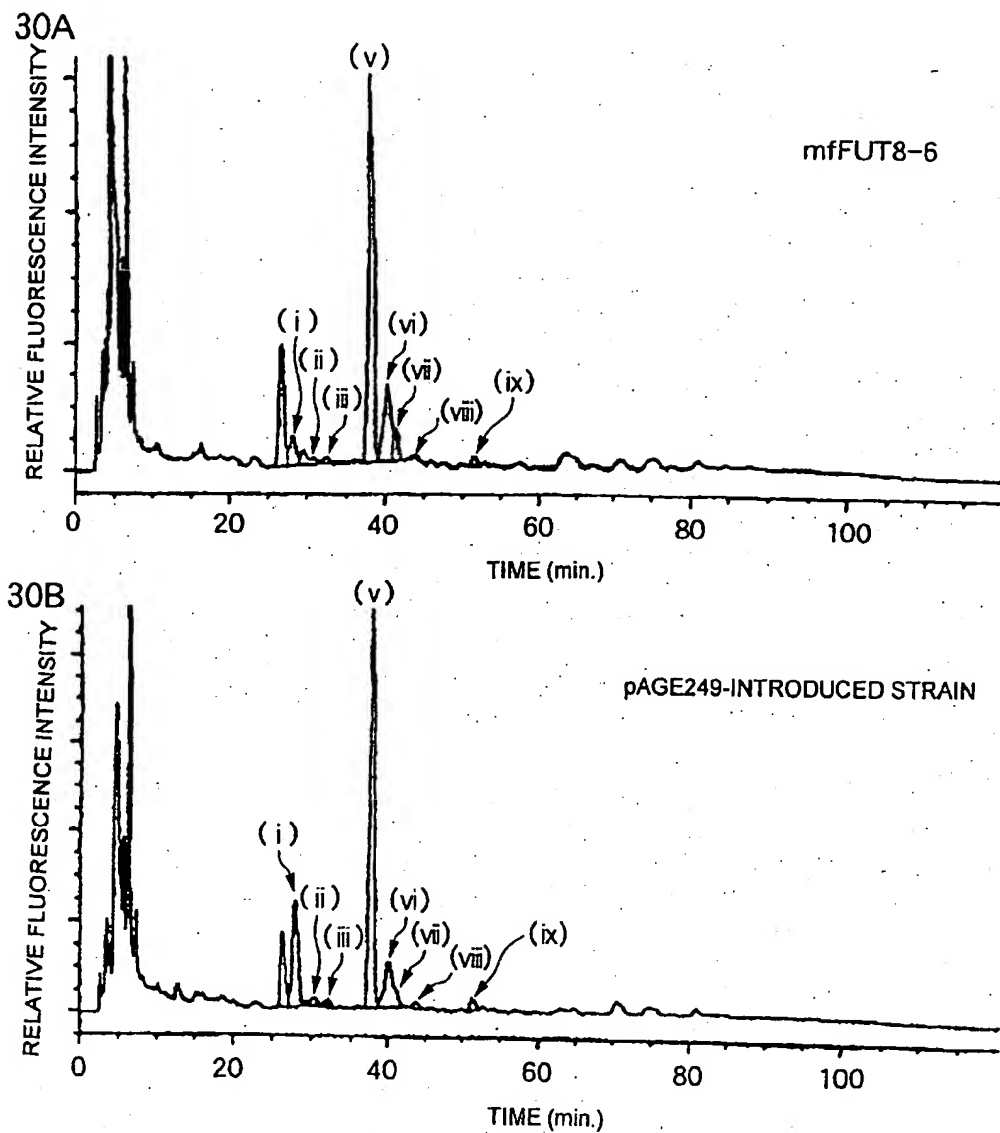 30A
(v)
mfFUT8-6
RELATIVE FLUORESCENCE INTENSITY
(i)
(ii)
(iii)
(vi)
(vii)
(viii)
(ix)
0 20 40 60 80 100
TIME (min.)
30B
(v)
pAGE249-INTRODUCED STRAIN
RELATIVE FLUORESCENCE INTENSITY
(i)
(ii)
(iii)
(vi)
(vii)
(viii)
(ix)
0 20 40 60 80 100
TIME (min.)